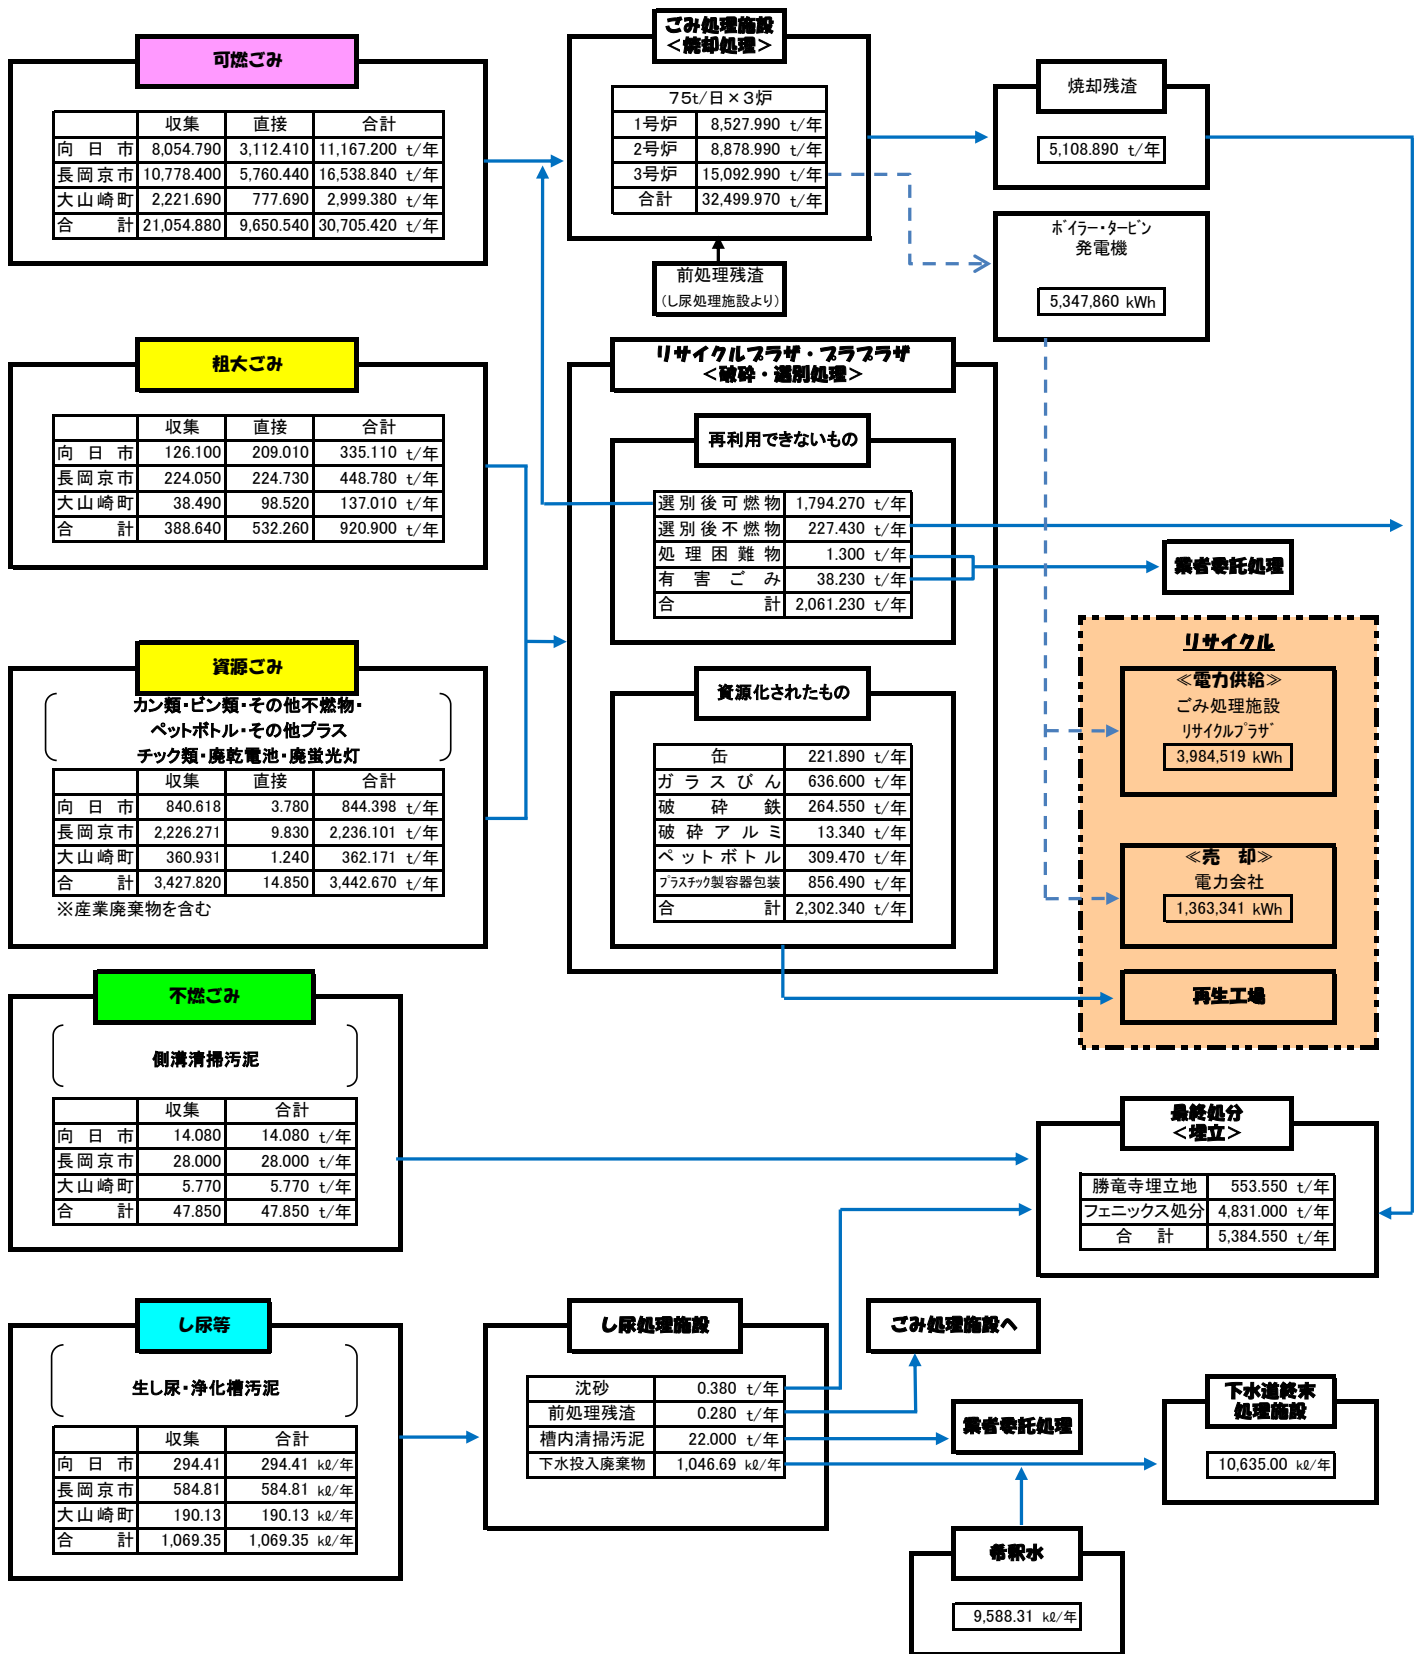 可燃ごみ
収集 直接 合計
向日市 8,054.790 3,112.410 11,167.200 t/年
長岡京市 10,778.400 5,760.440 16,538.840 t/年
大山崎町 2,221.690 777.690 2,999.380 t/年
合計 21,054.880 9,650.540 30,705.420 t/年
ごみ処理施設
<焼却処理>
75t/日×3炉
1号炉 8,527.990 t/年
2号炉 8,878.990 t/年
3号炉 15,092.990 t/年
合計 32,499.970 t/年
前処理残渣
(し尿処理施設より)
焼却残渣
5,108.890 t/年
ボイラー・タービン
発電機
5,347,860 kWh
粗大ごみ
収集 直接 合計
向日市 126.100 209.010 335.110 t/年
長岡京市 224.050 224.730 448.780 t/年
大山崎町 38.490 98.520 137.010 t/年
合計 388.640 532.260 920.900 t/年
リサイクルプラザ・プラプラザ
<破砕・選別処理>
再利用できないもの
選別後可燃物 1,794.270 t/年
選別後不燃物 227.430 t/年
処理困難物 1.300 t/年
有害ごみ 38.230 t/年
合計 2,061.230 t/年
業者委託処理
資源ごみ
カン類・ビン類・その他不燃物・
ペットボトル・その他プラス
チック類・廃乾電池・廃蛍光灯
収集 直接 合計
向日市 840.618 3.780 844.398 t/年
長岡京市 2,226.271 9.830 2,236.101 t/年
大山崎町 360.931 1.240 362.171 t/年
合計 3,427.820 14.850 3,442.670 t/年
※産業廃棄物を含む
資源化されたもの
缶 221.890 t/年
ガラスびん 636.600 t/年
破砕鉄 264.550 t/年
破砕アルミ 13.340 t/年
ペットボトル 309.470 t/年
プラスチック製容器包装 856.490 t/年
合計 2,302.340 t/年
リサイクル
≪電力供給≫
ごみ処理施設
リサイクルプラザ
3,984,519 kWh
≪売 却≫
電力会社
1,363,341 kWh
再生工場
不燃ごみ
側溝清掃汚泥
収集 合計
向日市 14.080 14.080 t/年
長岡京市 28.000 28.000 t/年
大山崎町 5.770 5.770 t/年
合計 47.850 47.850 t/年
最終処分
<埋立>
勝竜寺埋立地 553.550 t/年
フェニックス処分 4,831.000 t/年
合計 5,384.550 t/年
し尿等
生し尿・浄化槽汚泥
収集 合計
向日市 294.41 294.41 kℓ/年
長岡京市 584.81 584.81 kℓ/年
大山崎町 190.13 190.13 kℓ/年
合計 1,069.35 1,069.35 kℓ/年
し尿処理施設
沈砂 0.380 t/年
前処理残渣 0.280 t/年
槽内清掃汚泥 22.000 t/年
下水投入廃棄物 1,046.69 kℓ/年
ごみ処理施設へ
業者委託処理
下水道終末
処理施設
10,635.00 kℓ/年
希釈水
9,588.31 kℓ/年